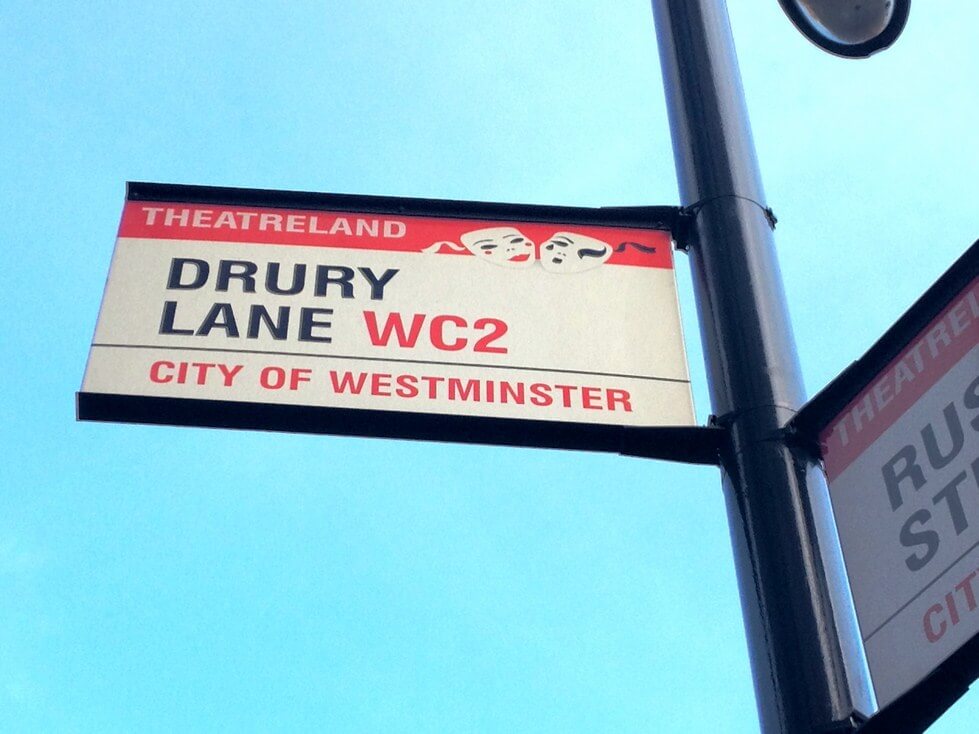 THEATRELAND
DRURY
LANE WC2
CITY OF WESTMINSTER